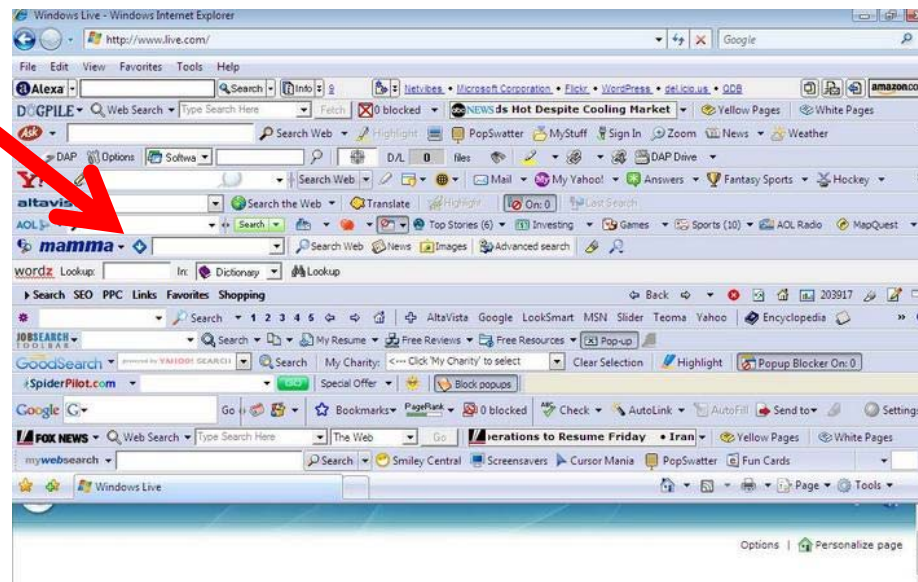 Windows Live - Windows Internet Explorer
http://www.live.com/ Google
File Edit View Favorites Tools Help
Alexa Search Info 9 Netvibes • Microsoft Corporation • Flickr • WordPress • del.icio.us • QDB amazon.co
DOGPILE Web Search Type Search Here Fetch 0 blocked NEWS ds Hot Despite Cooling Market Yellow Pages White Pages
Ask Search Web Highlight PopSwatter MyStuff Sign In Zoom News Weather
DAP Options Softwa D/L 0 files DAP Drive
Y! Search Web Mail My Yahoo! Answers Fantasy Sports Hockey
altavis Search the Web Translate Highlight On: 0 Last Search
AOL Search Top Stories (6) Investing Games Sports (10) AOL Radio MapQuest
mamma Search Web News Images Advanced search
wordz Lookup: In: Dictionary Lookup
Search SEO PPC Links Favorites Shopping Back 203917
Search 1 2 3 4 5 AltaVista Google LookSmart MSN Slider Teoma Yahoo Encyclopedia »
JOBSEARCH TOOLBAR Search My Resume Free Reviews Free Resources Pop-up
GoodSearch powered by YAHOO! SEARCH Search My Charity: <--- Click 'My Charity' to select Clear Selection Highlight Popup Blocker On: 0
SpiderPilot.com GO Special Offer Block popups
Google G Go Bookmarks PageRank 0 blocked Check AutoLink AutoFill Send to Settings
FOX NEWS Web Search Type Search Here The Web Go erations to Resume Friday • Iran Yellow Pages White Pages
mywebsearch Search Smiley Central Screensavers Cursor Mania PopSwatter Fun Cards
Windows Live Page Tools
Options | Personalize page